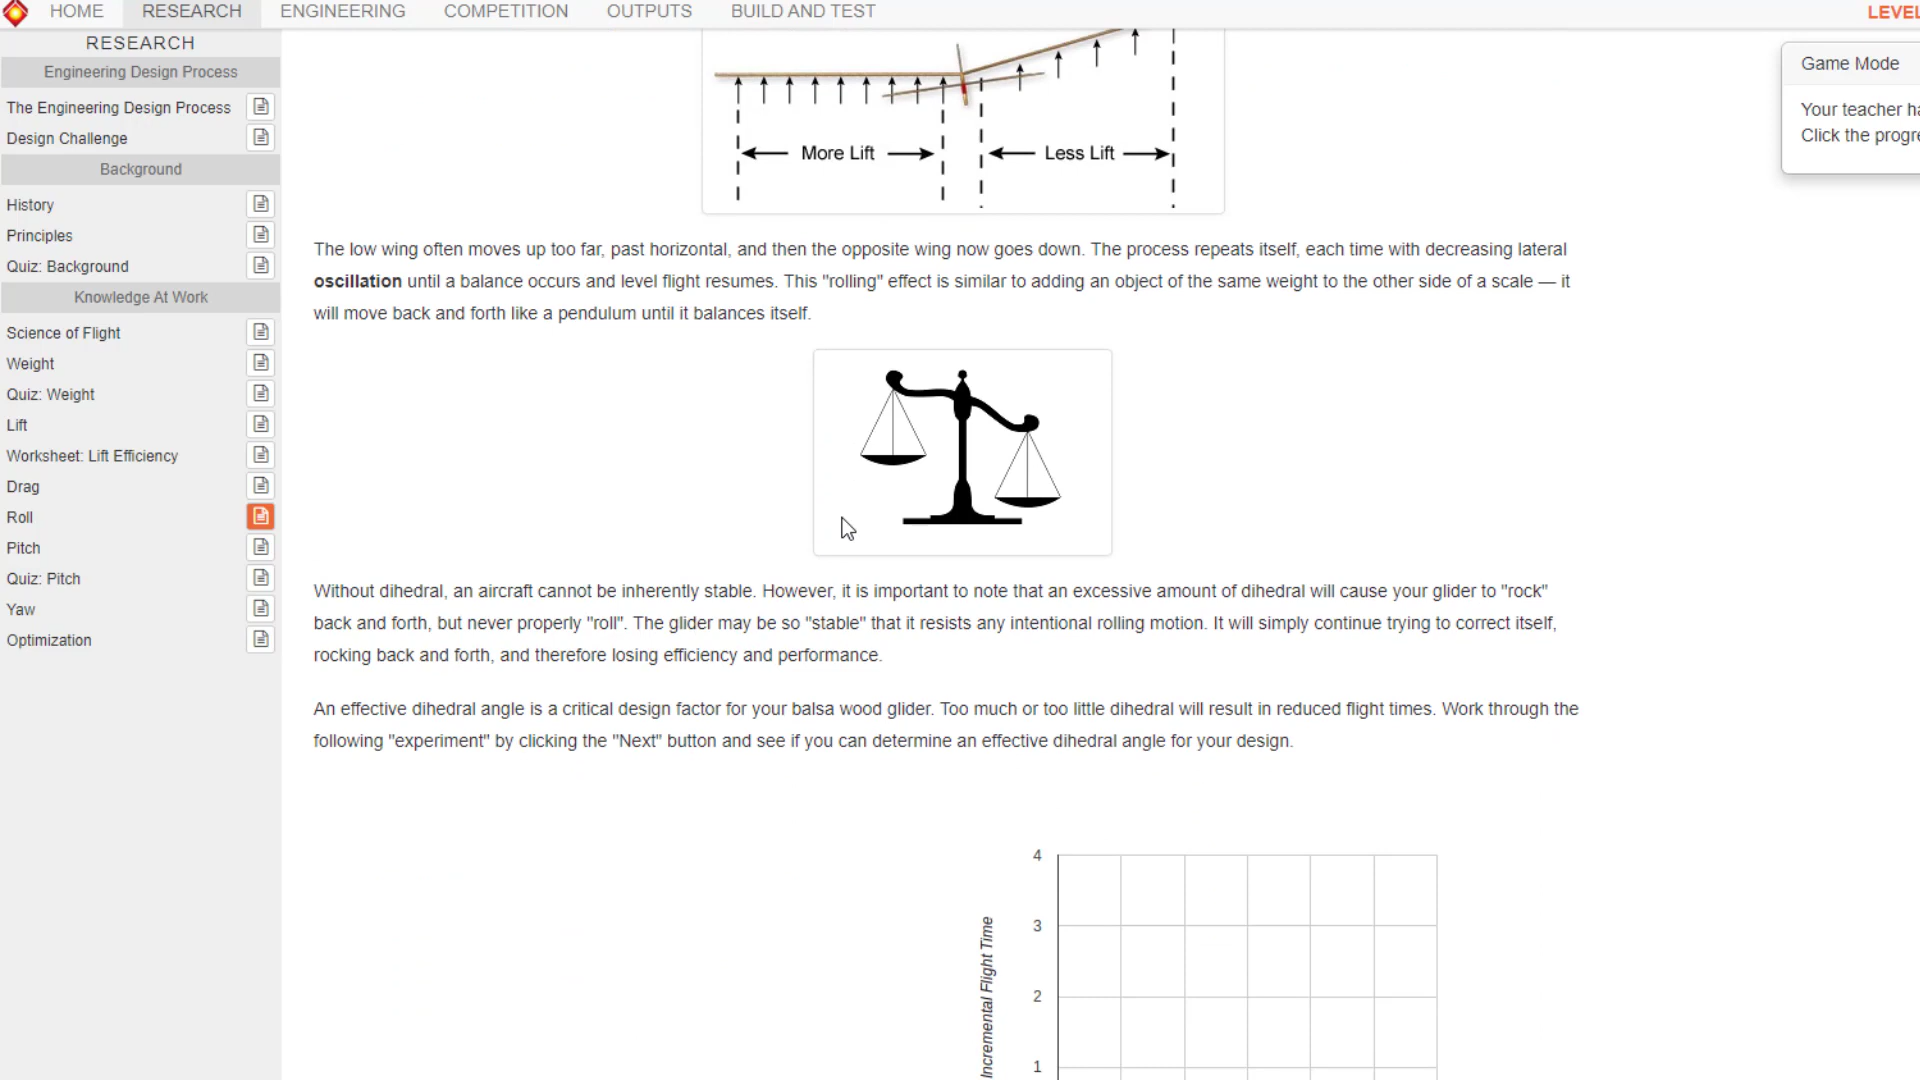 HOME RESEARCH ENGINEERING COMPETITION OUTPUTS BUILD AND TEST
LEVEL
RESEARCH
Engineering Design Process
The Engineering Design Process
Design Challenge
Background
History
Principles
Quiz: Background
Knowledge At Work
Science of Flight
Weight
Quiz: Weight
Lift
Worksheet: Lift Efficiency
Drag
Roll
Pitch
Quiz: Pitch
Yaw
Optimization
More Lift Less Lift
The low wing often moves up too far, past horizontal, and then the opposite wing now goes down. The process repeats itself, each time with decreasing lateral
oscillation until a balance occurs and level flight resumes. This "rolling" effect is similar to adding an object of the same weight to the other side of a scale — it
will move back and forth like a pendulum until it balances itself.
Without dihedral, an aircraft cannot be inherently stable. However, it is important to note that an excessive amount of dihedral will cause your glider to "rock"
back and forth, but never properly "roll". The glider may be so "stable" that it resists any intentional rolling motion. It will simply continue trying to correct itself,
rocking back and forth, and therefore losing efficiency and performance.
An effective dihedral angle is a critical design factor for your balsa wood glider. Too much or too little dihedral will result in reduced flight times. Work through the
following "experiment" by clicking the "Next" button and see if you can determine an effective dihedral angle for your design.
4
3
2
1
Incremental Flight Time
Game Mode
Your teacher ha
Click the progre